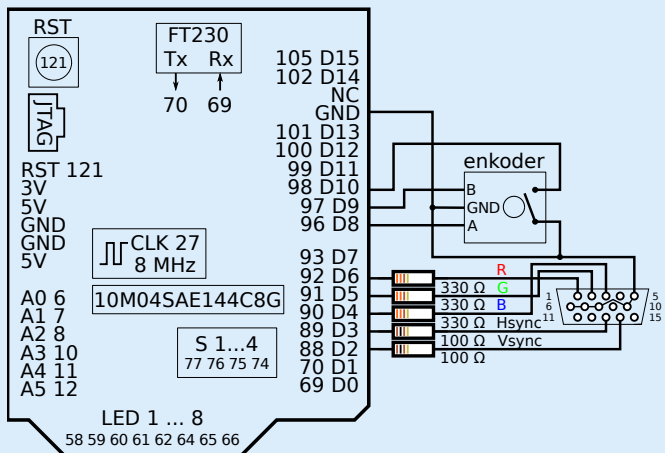 RST
121
JTAG
FT230
Tx Rx
70 69
RST 121
3V
5V
GND
GND
5V
A0 6
A1 7
A2 8
A3 10
A4 11
A5 12
CLK 27
8 MHz
10M04SAE144C8G
S 1...4
77 76 75 74
LED 1 ... 8
58 59 60 61 62 64 65 66
105 D15
102 D14
NC
GND
101 D13
100 D12
99 D11
98 D10
97 D9
96 D8
93 D7
92 D6
91 D5
90 D4
89 D3
88 D2
70 D1
69 D0
enkoder
B
GND
A
R
330 Ω G
330 Ω B
330 Ω Hsync
100 Ω Vsync
100 Ω
1 5
6 10
11 15